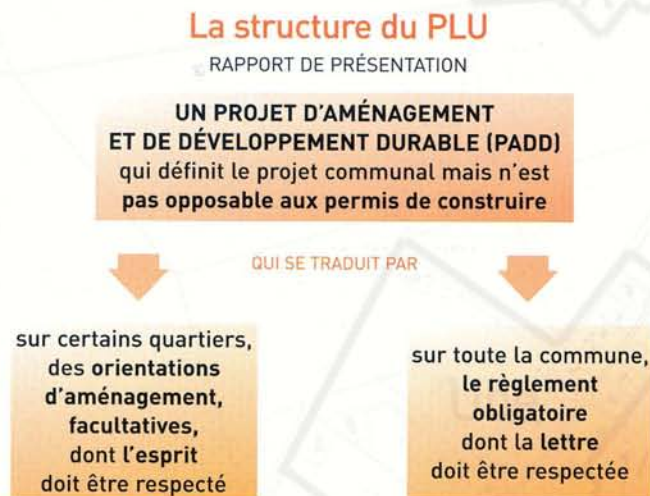 La structure du PLU
RAPPORT DE PRÉSENTATION
UN PROJET D'AMÉNAGEMENT
ET DE DÉVELOPPEMENT DURABLE (PADD)
qui définit le projet communal mais n'est
pas opposable aux permis de construire
QUI SE TRADUIT PAR
sur certains quartiers,
des orientations
d'aménagement,
facultatives,
dont l'esprit
doit être respecté
sur toute la commune,
le règlement
obligatoire
dont la lettre
doit être respectée